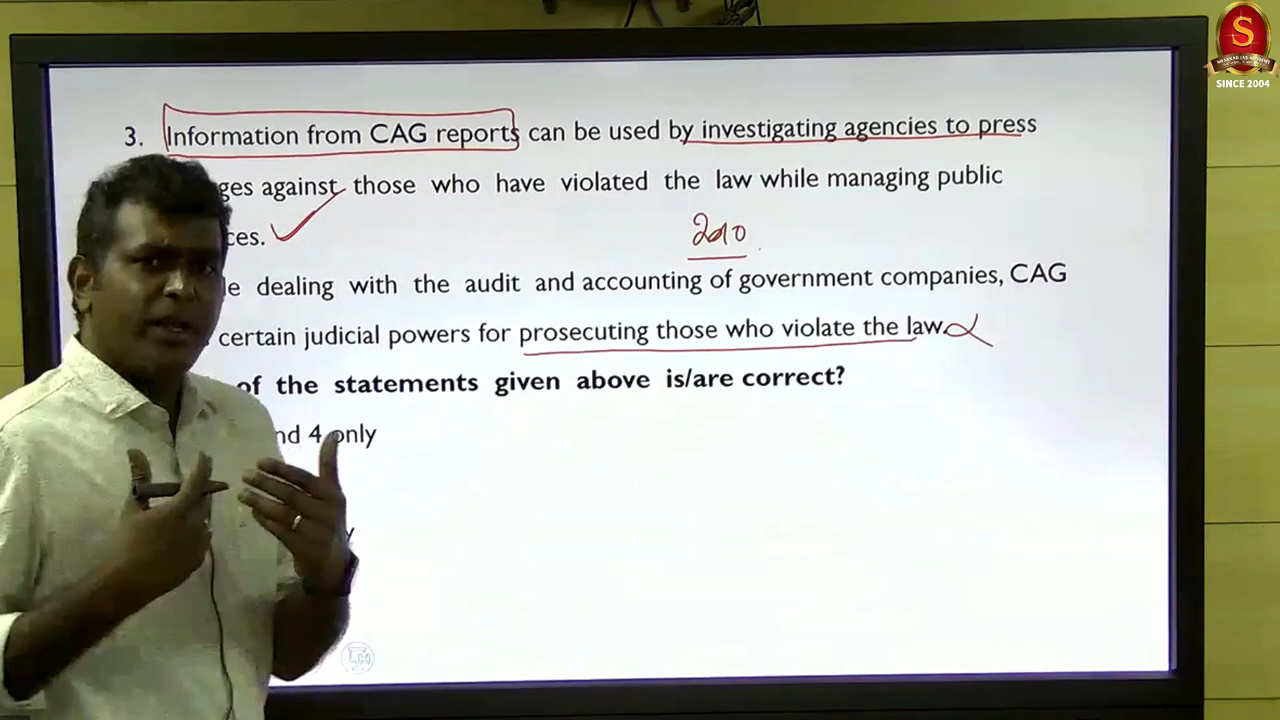 3. Information from CAG reports can be used by investigating agencies to press
ges against those who have violated the law while managing public
ces.
2G 10
le dealing with the audit and accounting of government companies, CAG
certain judicial powers for prosecuting those who violate the law.
of the statements given above is/are correct?
nd 4 only
y
S
SINCE 2004